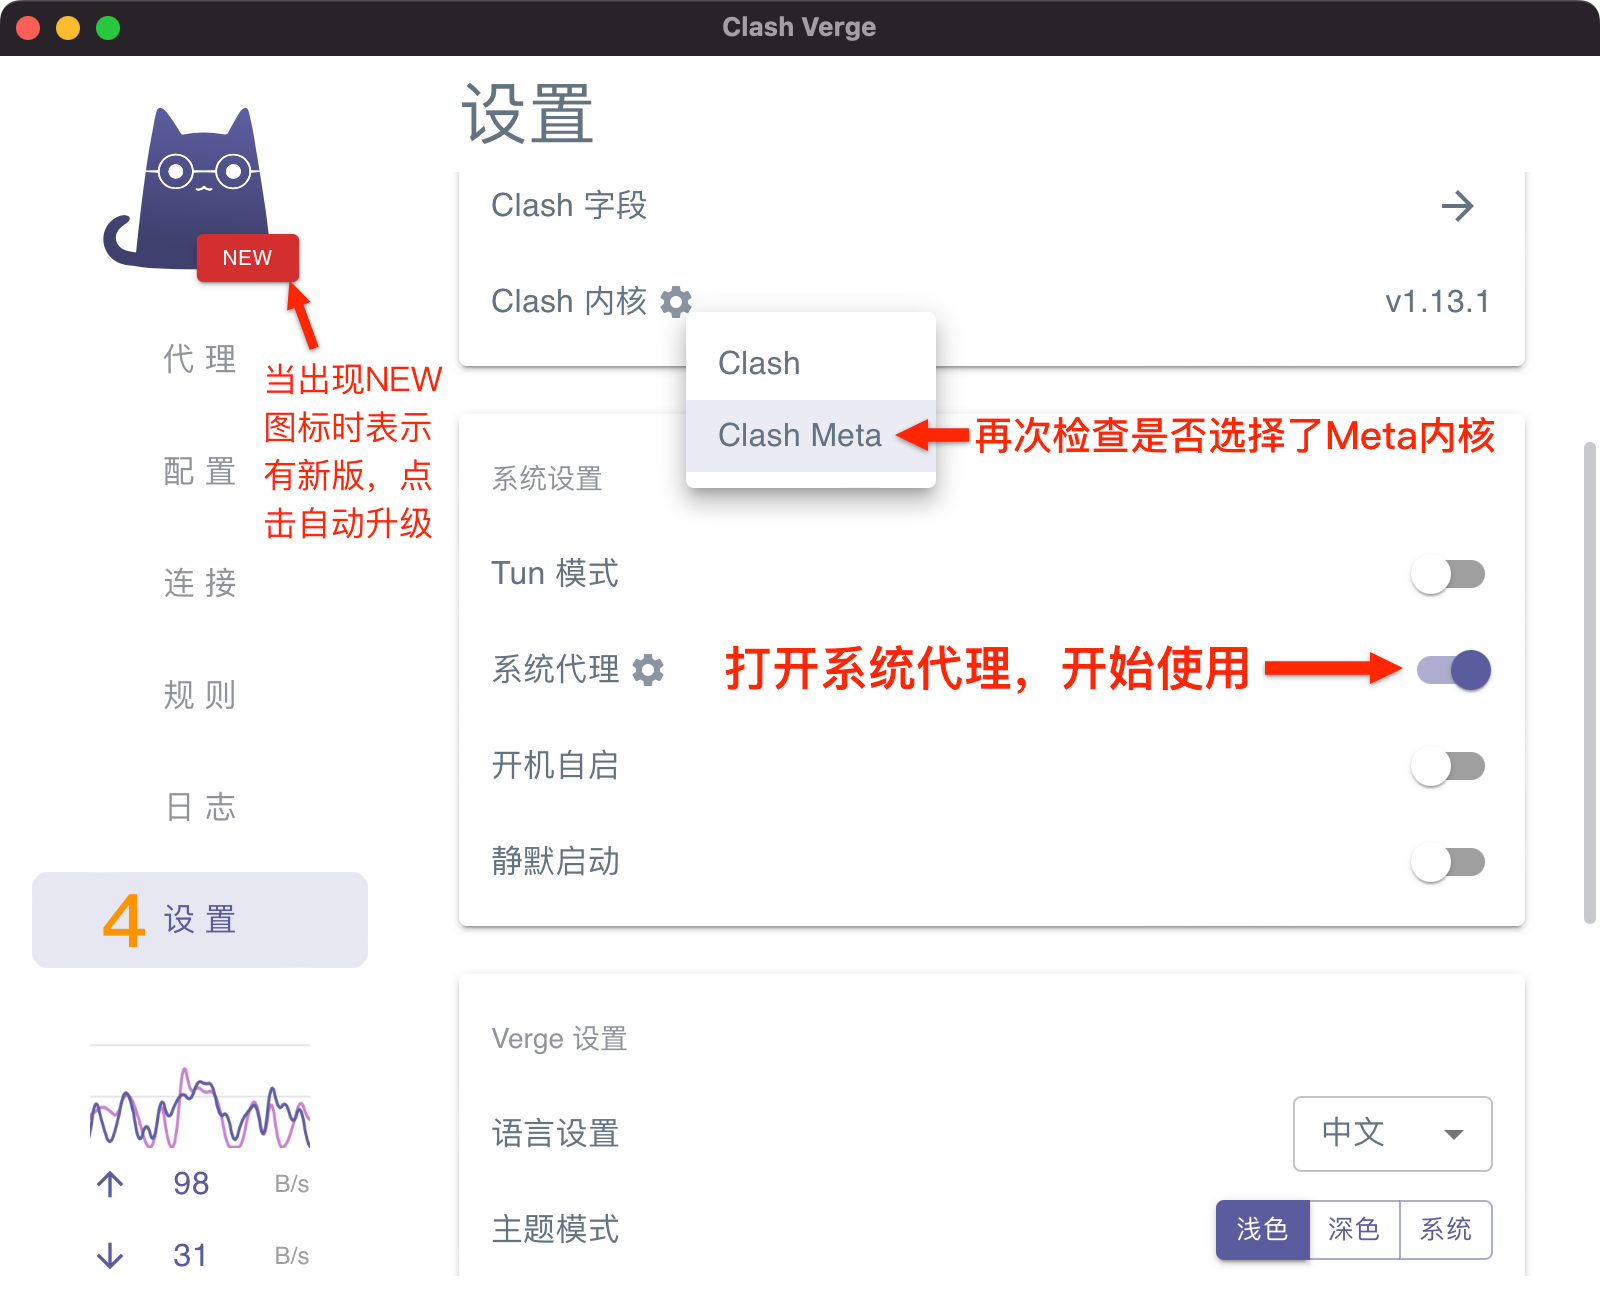 Clash Verge
设置
NEW
代 理
当出现NEW
图标时表示
有新版，点
击自动升级
配 置
连 接
规 则
日 志
4 设 置
98 B/s
31 B/s
Clash 字段
Clash 内核 v1.13.1
Clash
Clash Meta
再次检查是否选择了Meta内核
系统设置
Tun 模式
系统代理
打开系统代理，开始使用
开机自启
静默启动
Verge 设置
语言设置 中文
主题模式 浅色 深色 系统